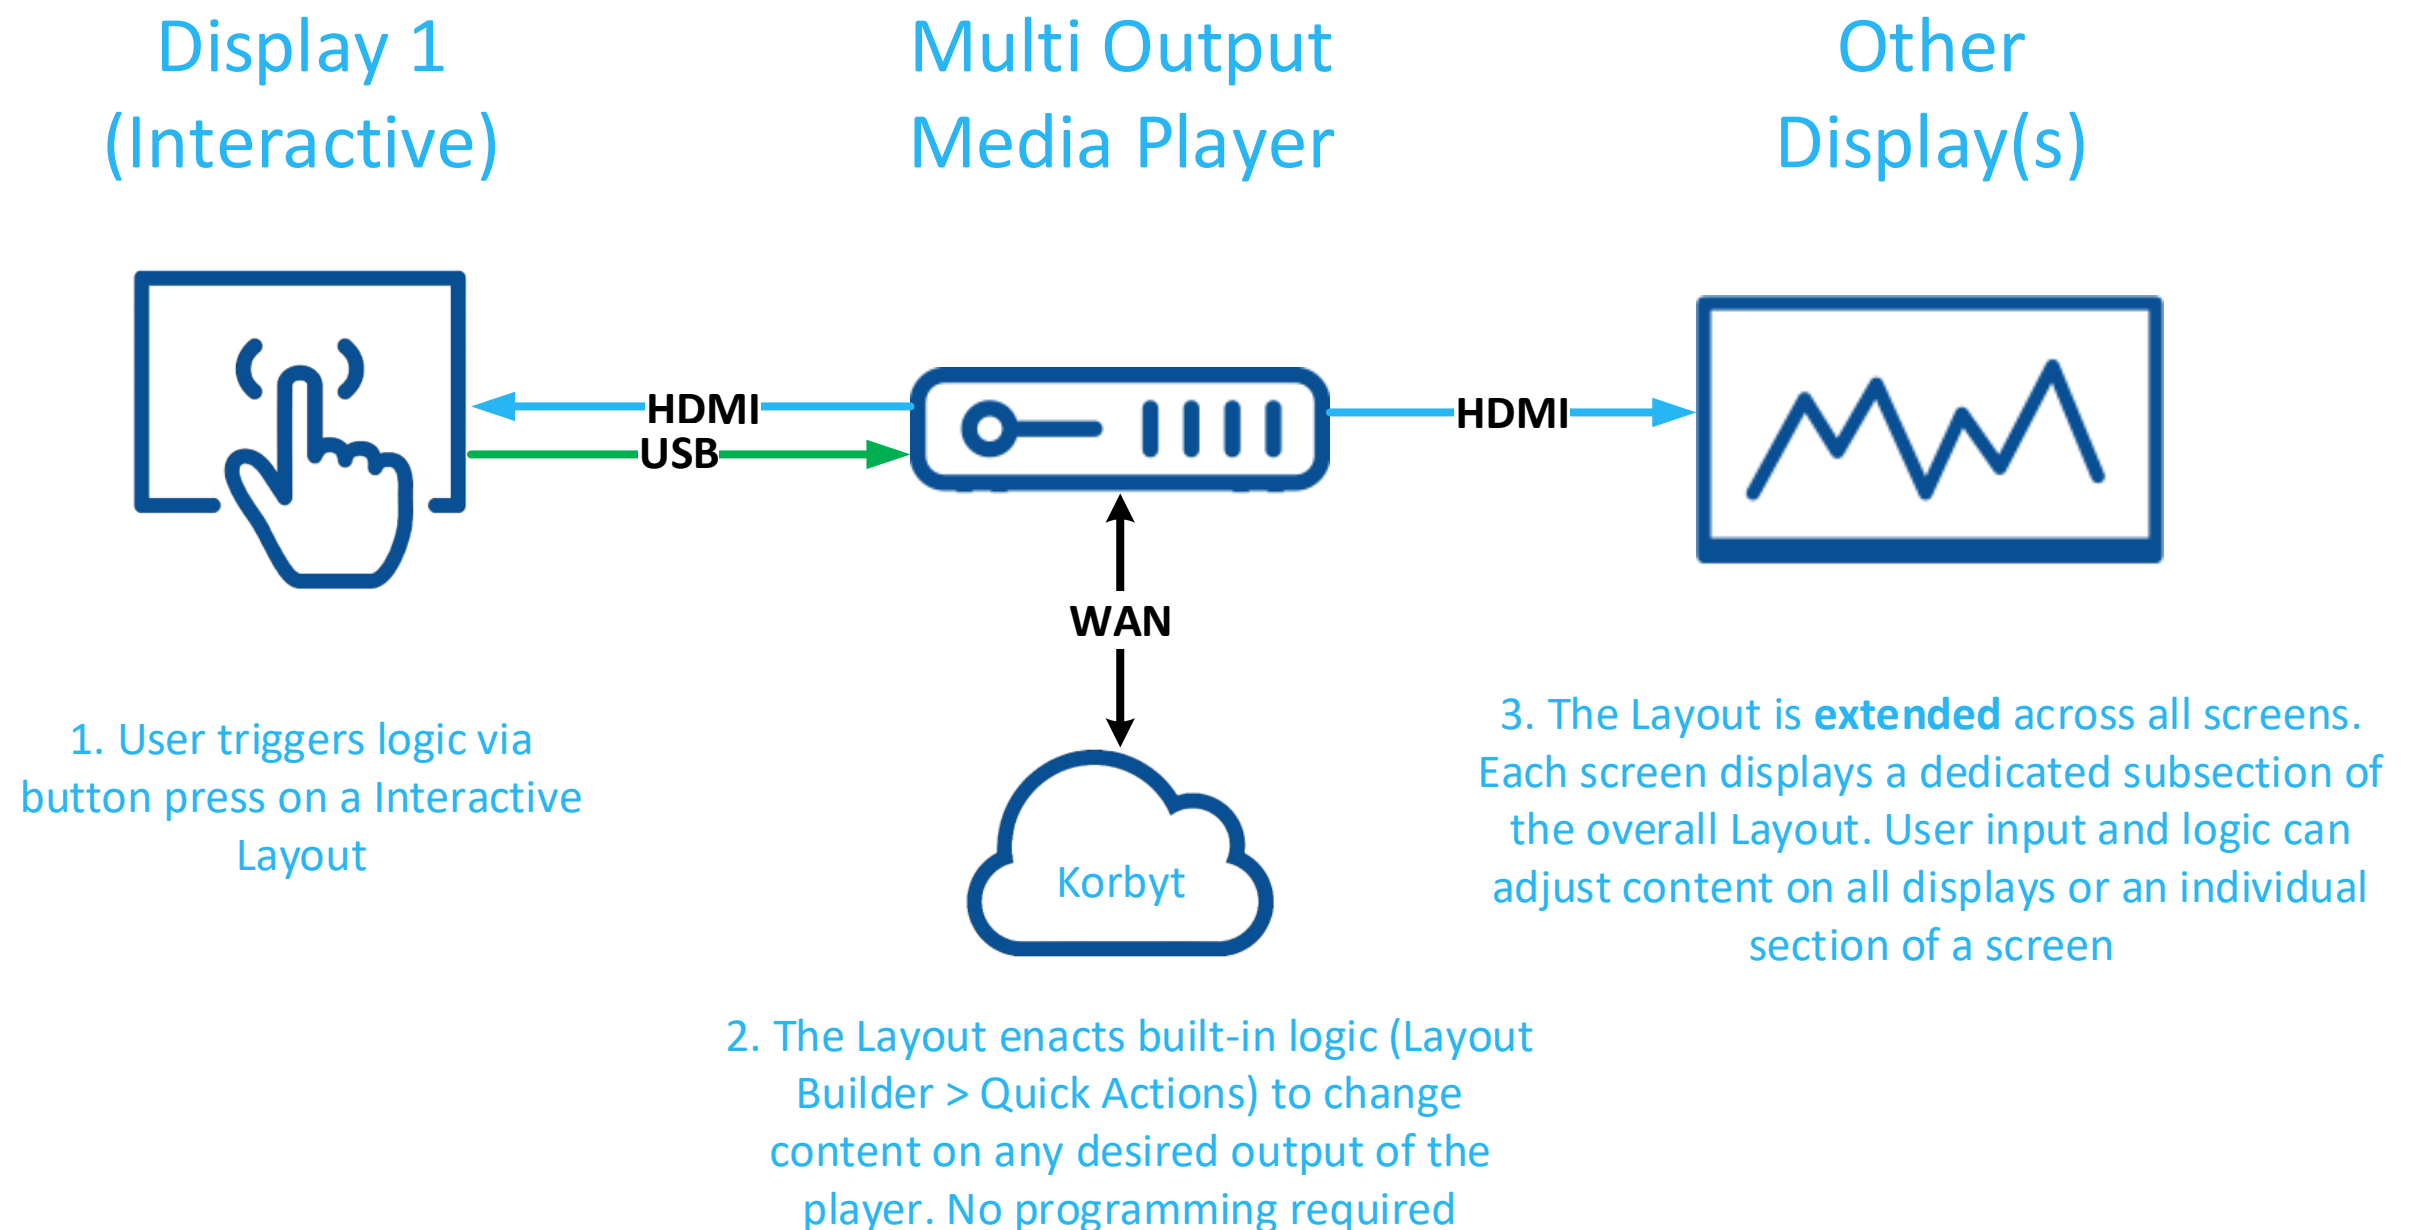 Display 1
(Interactive)
Multi Output
Media Player
Other
Display(s)
HDMI
USB
HDMI
WAN
Korbyt
1. User triggers logic via
button press on a Interactive
Layout
2. The Layout enacts built-in logic (Layout
Builder > Quick Actions) to change
content on any desired output of the
player. No programming required
3. The Layout is extended across all screens.
Each screen displays a dedicated subsection of
the overall Layout. User input and logic can
adjust content on all displays or an individual
section of a screen